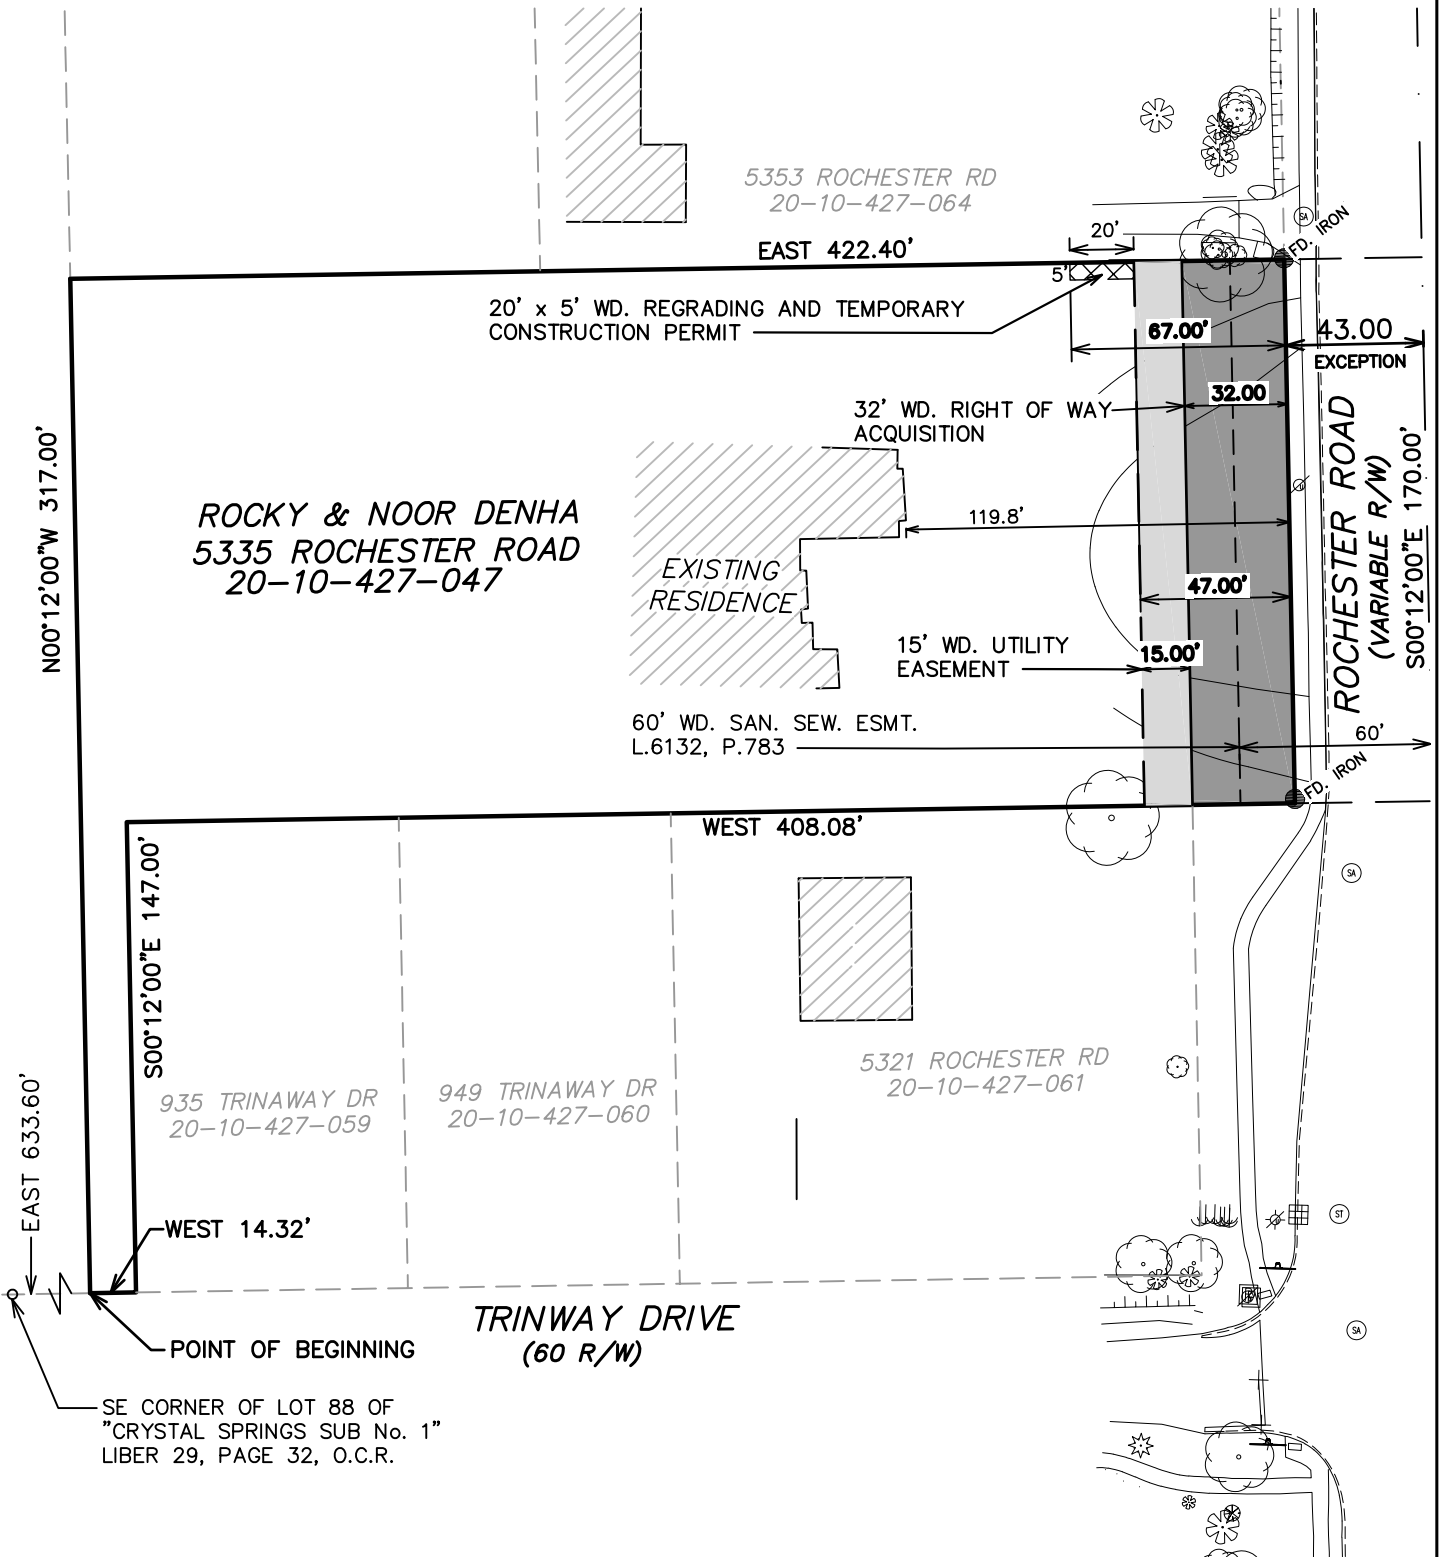 5353 ROCHESTER RD
20-10-427-064
SA
FD. IRON
20'
EAST 422.40'
5'
20' x 5' WD. REGRADING AND TEMPORARY
CONSTRUCTION PERMIT
67.00'
43.00
EXCEPTION
32.00
32' WD. RIGHT OF WAY
ACQUISITION
ROCHESTER ROAD
(VARIABLE R/W)
S00°12'00"E 170.00'
N00°12'00"W 317.00'
ROCKY & NOOR DENHA
5335 ROCHESTER ROAD
20-10-427-047
119.8'
EXISTING
RESIDENCE
47.00'
15' WD. UTILITY
EASEMENT
15.00'
60' WD. SAN. SEW. ESMT.
L.6132, P.783
60'
FD. IRON
WEST 408.08'
S00°12'00"E 147.00'
SA
5321 ROCHESTER RD
20-10-427-061
949 TRINAWAY DR
20-10-427-060
935 TRINAWAY DR
20-10-427-059
EAST 633.60'
WEST 14.32'
ST
TRINWAY DRIVE
(60 R/W)
SA
POINT OF BEGINNING
SE CORNER OF LOT 88 OF
"CRYSTAL SPRINGS SUB No. 1"
LIBER 29, PAGE 32, O.C.R.